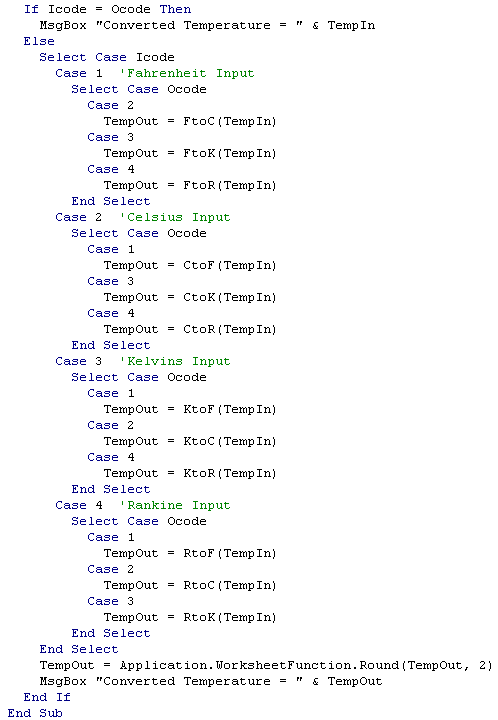 If Icode = Ocode Then
MsgBox "Converted Temperature = " & TempIn
Else
Select Case Icode
Case 1 'Fahrenheit Input
Select Case Ocode
Case 2
TempOut = FtoC(TempIn)
Case 3
TempOut = FtoK(TempIn)
Case 4
TempOut = FtoR(TempIn)
End Select
Case 2 'Celsius Input
Select Case Ocode
Case 1
TempOut = CtoF(TempIn)
Case 3
TempOut = CtoK(TempIn)
Case 4
TempOut = CtoR(TempIn)
End Select
Case 3 'Kelvins Input
Select Case Ocode
Case 1
TempOut = KtoF(TempIn)
Case 2
TempOut = KtoC(TempIn)
Case 4
TempOut = KtoR(TempIn)
End Select
Case 4 'Rankine Input
Select Case Ocode
Case 1
TempOut = RtoF(TempIn)
Case 2
TempOut = RtoC(TempIn)
Case 3
TempOut = RtoK(TempIn)
End Select
End Select
TempOut = Application.WorksheetFunction.Round(TempOut, 2)
MsgBox "Converted Temperature = " & TempOut
End If
End Sub